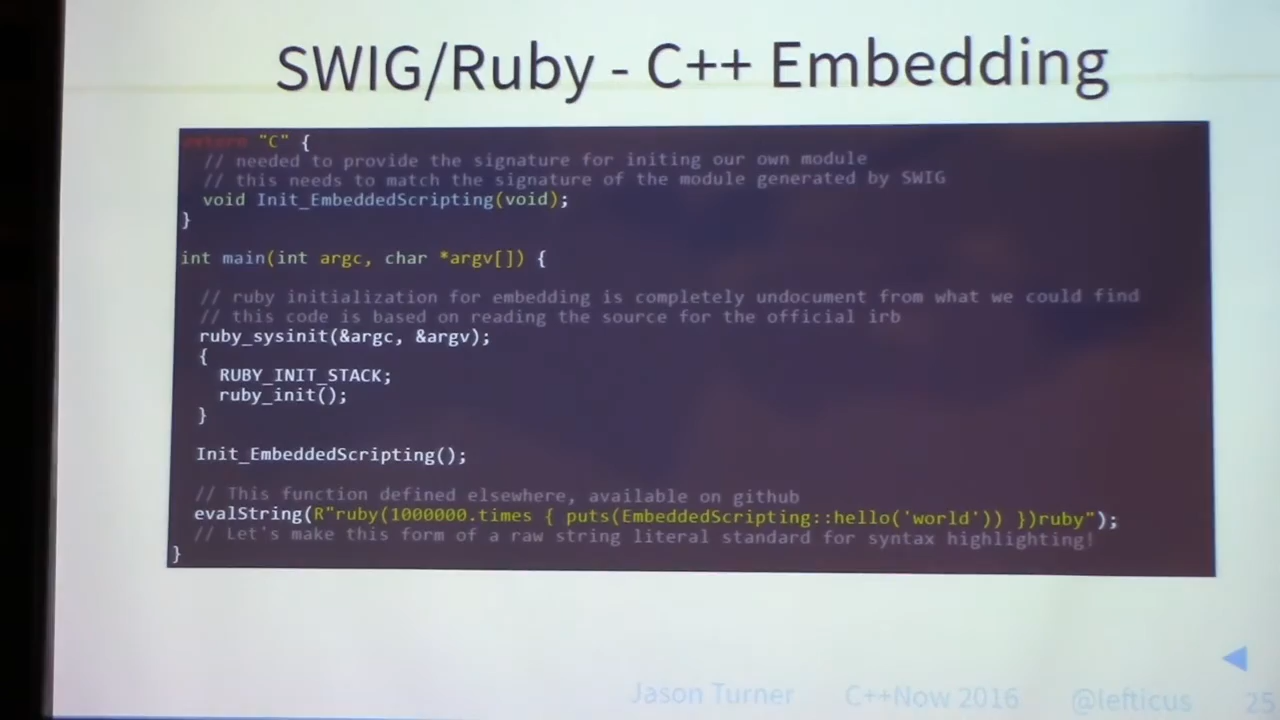 SWIG/Ruby - C++ Embedding
extern "C" {
// needed to provide the signature for initing our own module
// this needs to match the signature of the module generated by SWIG
void Init_EmbeddedScripting(void);
}
int main(int argc, char *argv[]) {
// ruby initialization for embedding is completely undocument from what we could find
// this code is based on reading the source for the official irb
ruby_sysinit(&argc, &argv);
{
RUBY_INIT_STACK;
ruby_init();
}
Init_EmbeddedScripting();
// This function defined elsewhere, available on github
evalString(R"ruby(1000000.times { puts(EmbeddedScripting::hello('world')) })ruby");
// Let's make this form of a raw string literal standard for syntax highlighting!
}
Jason Turner C++Now 2016 @lefticus 25